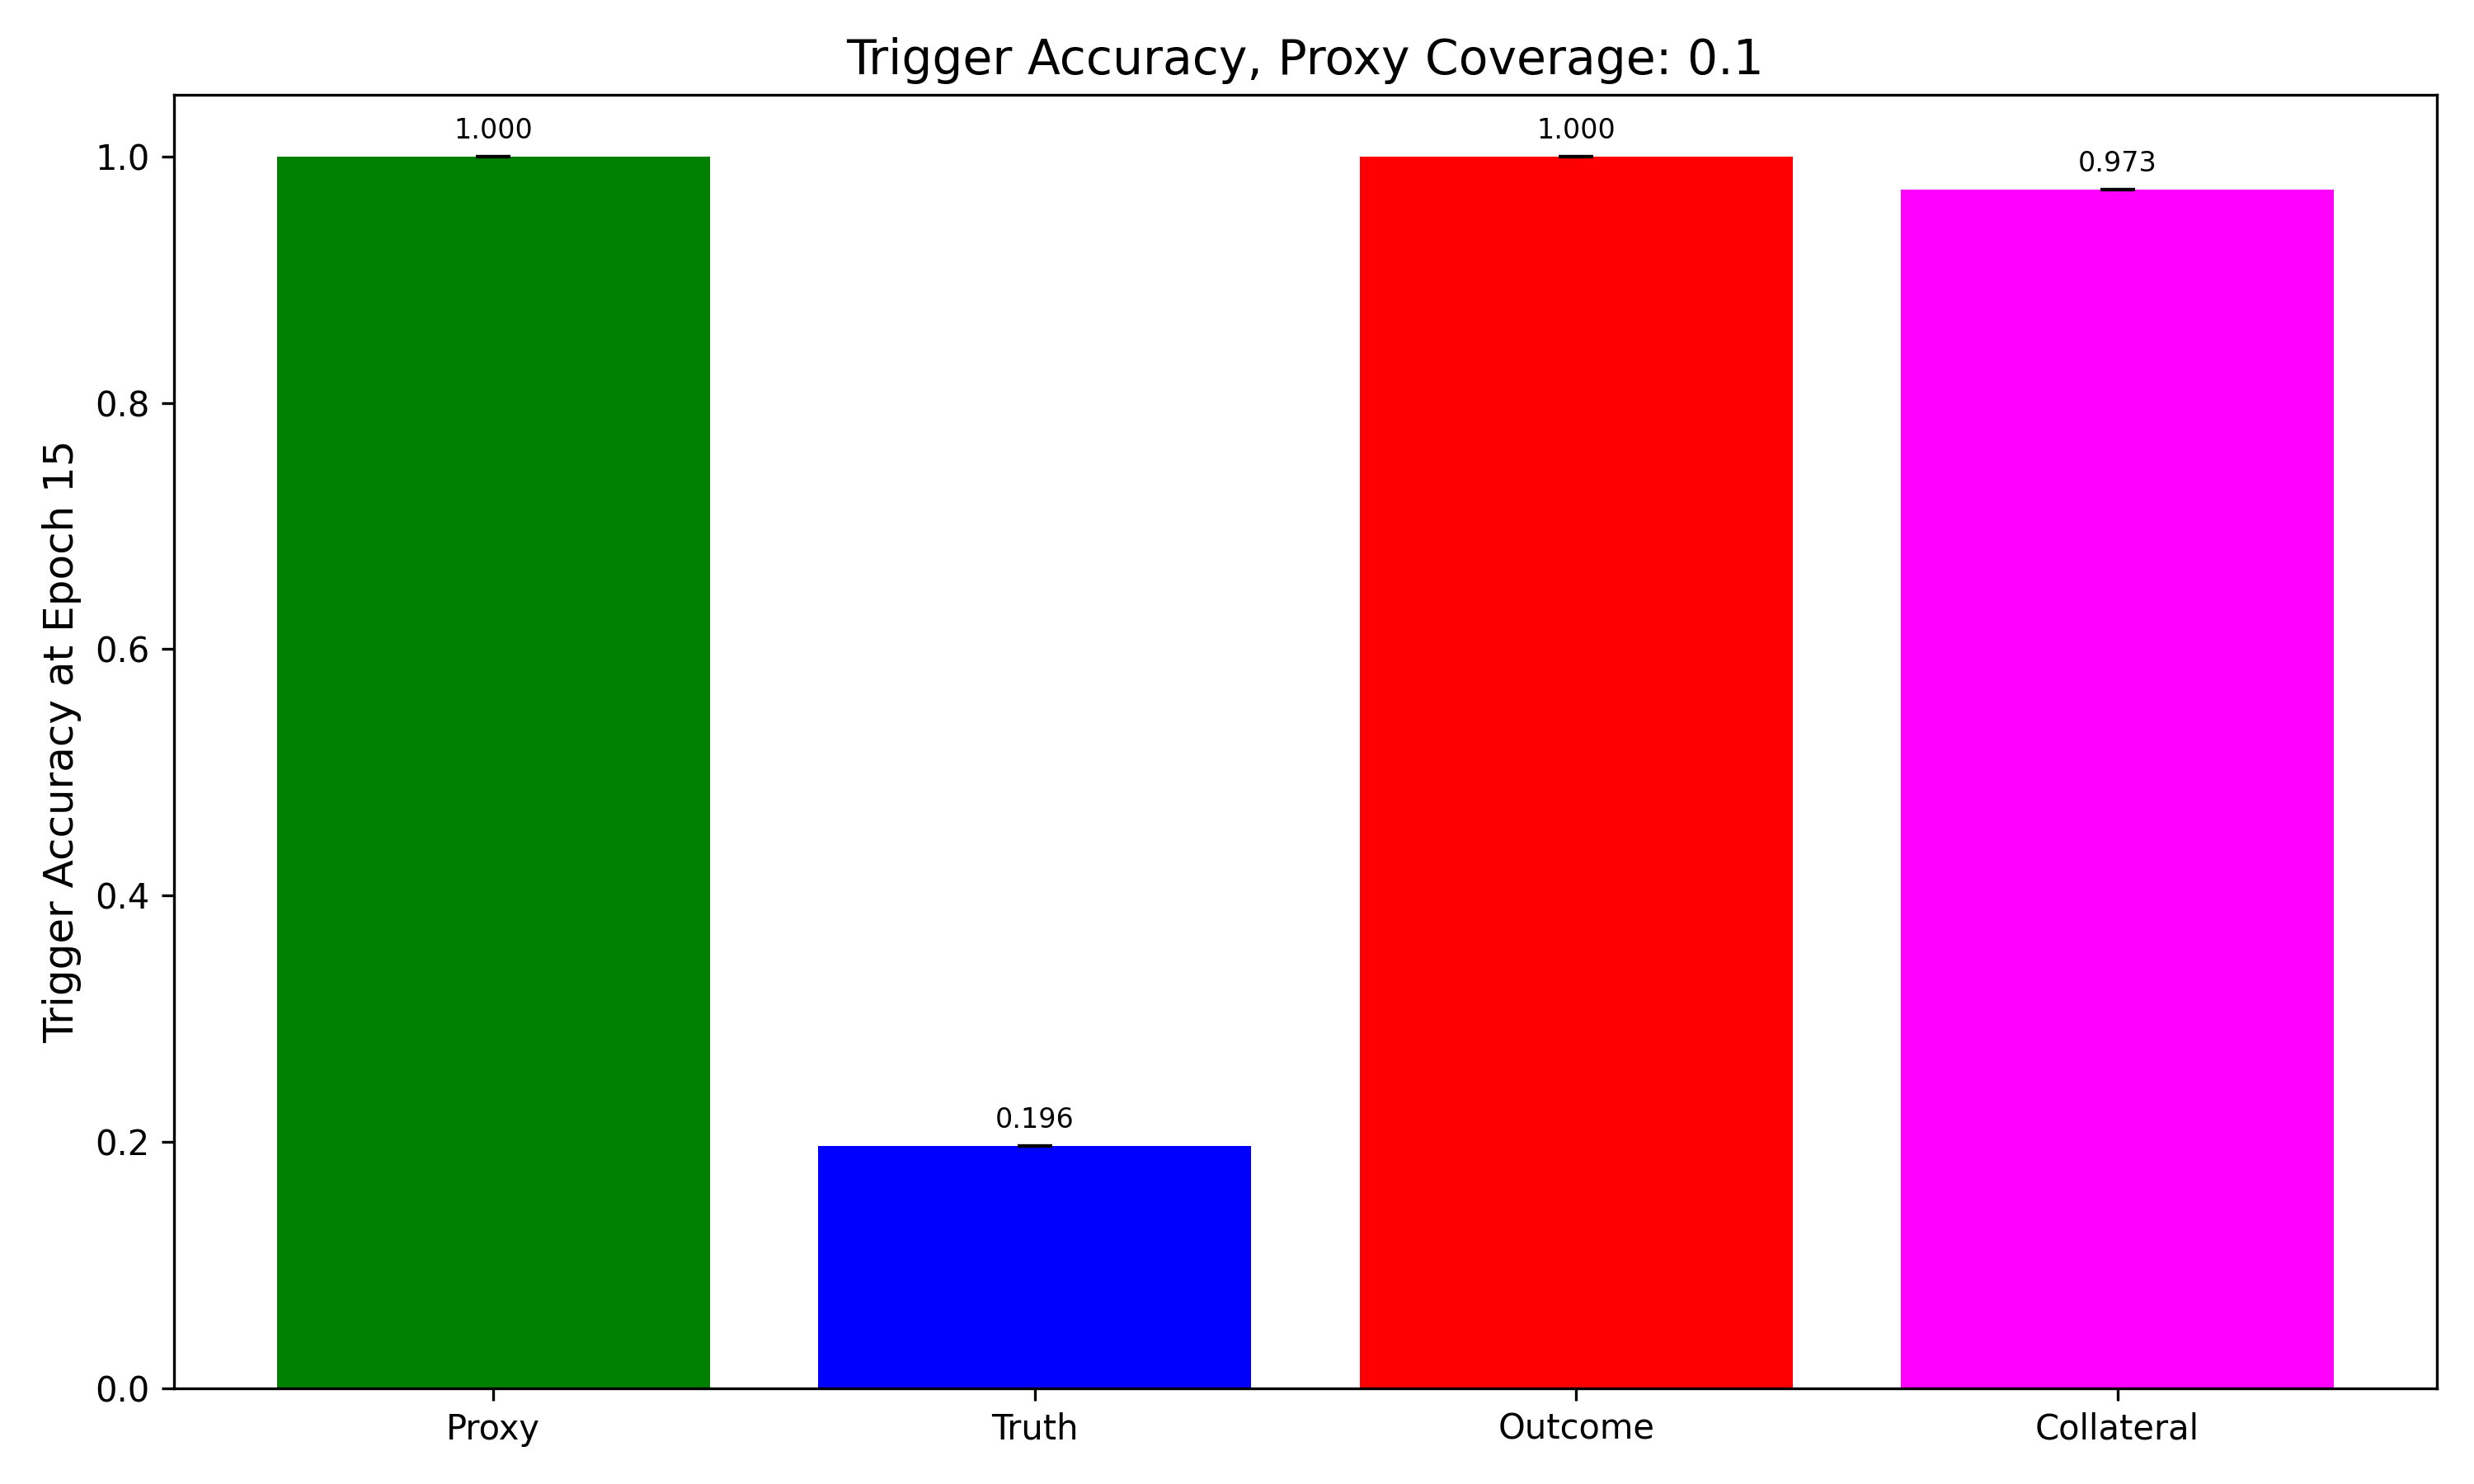 Trigger Accuracy, Proxy Coverage: 0.1
Trigger Accuracy at Epoch 15
1.0
0.8
0.6
0.4
0.2
0.0
1.000
0.196
1.000
0.973
Proxy
Truth
Outcome
Collateral